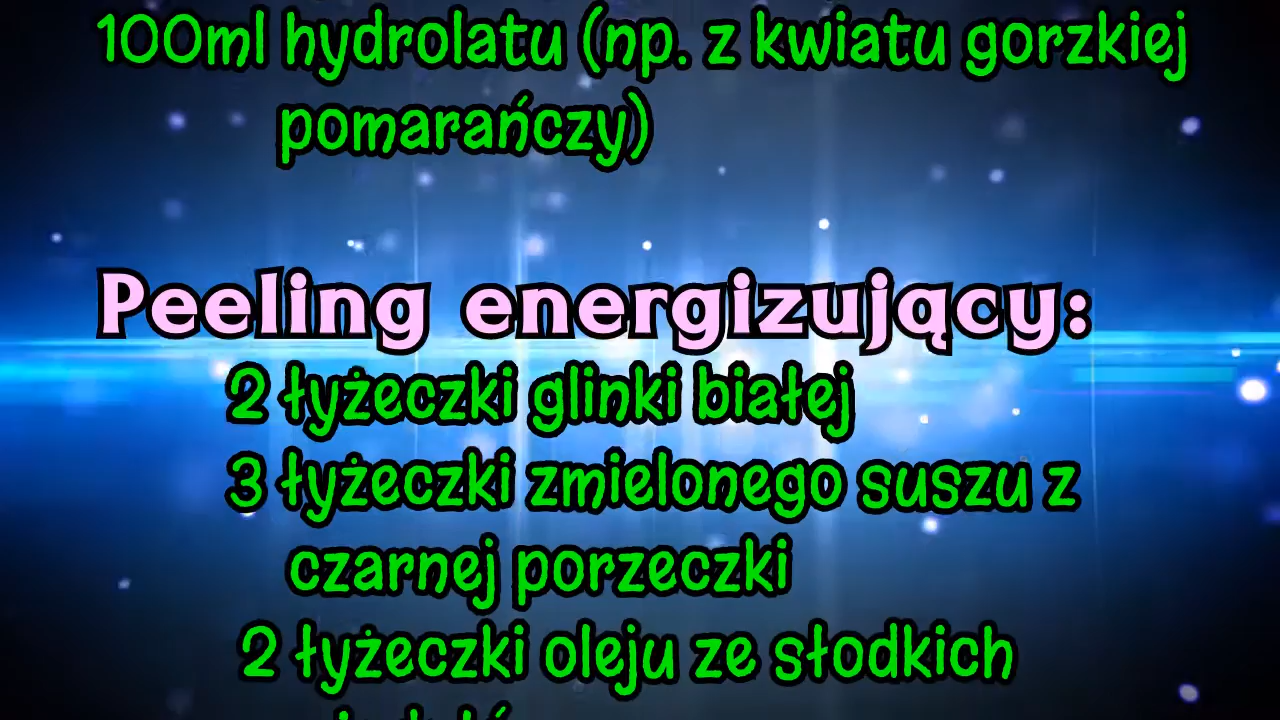 100ml hydrolatu (np. z kwiatu gorzkiej
pomarańczy)
Peeling energizujący:
2 łyżeczki glinki białej
3 łyżeczki zmielonego suszu z
czarnej porzeczki
2 łyżeczki oleju ze słodkich